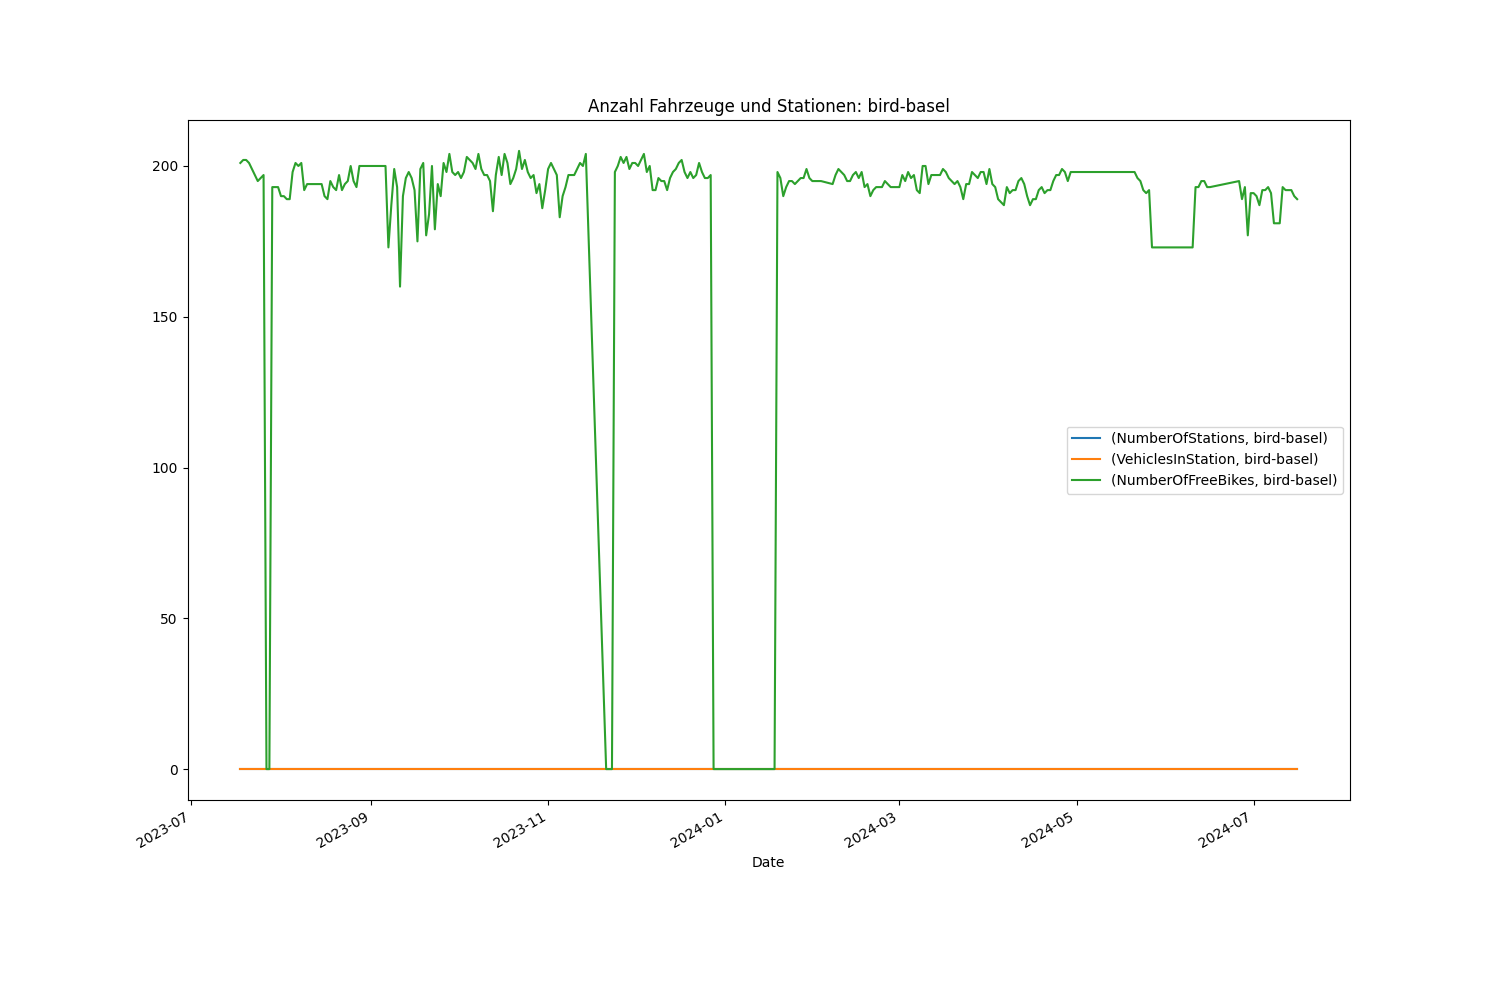 Anzahl Fahrzeuge und Stationen: bird-basel
200
150
100
50
0
(NumberOfStations, bird-basel)
(VehiclesInStation, bird-basel)
(NumberOfFreeBikes, bird-basel)
2023-07
2023-09
2023-11
2024-01
2024-03
2024-05
2024-07
Date